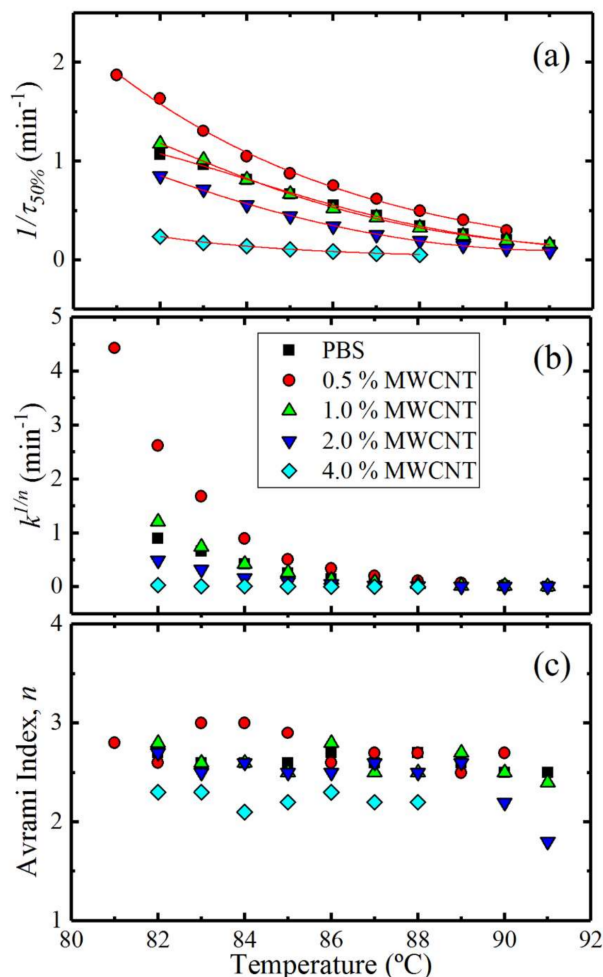 (a)
2
1
0
1/τ50% (min-1)
(b)
5
4
3
2
1
0
k1/n (min-1)
PBS
0.5 % MWCNT
1.0 % MWCNT
2.0 % MWCNT
4.0 % MWCNT
(c)
4
3
2
1
Avrami Index, n
80 82 84 86 88 90 92
Temperature (ºC)